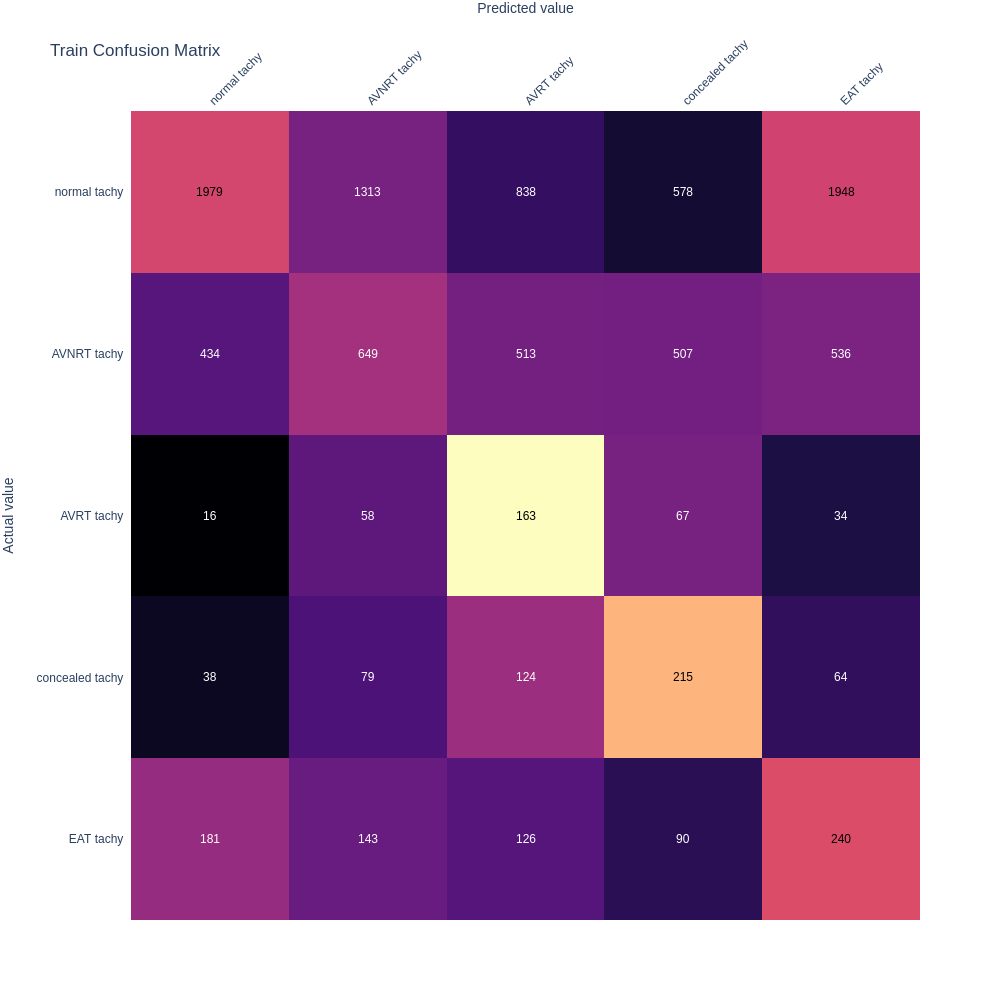 Predicted value
Train Confusion Matrix
normal tachy
AVNRT tachy
AVRT tachy
concealed tachy
EAT tachy
Actual value
normal tachy 1979 1313 838 578 1948
AVNRT tachy 434 649 513 507 536
AVRT tachy 16 58 163 67 34
concealed tachy 38 79 124 215 64
EAT tachy 181 143 126 90 240